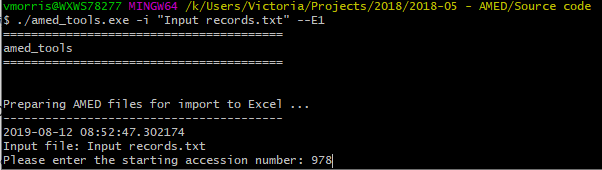 vmorris@WXWS78277 MINGW64 /k/Users/Victoria/Projects/2018/2018-05 - AMED/Source code
$ ./amed_tools.exe -i "Input records.txt" --E1
========================================
amed_tools
========================================
Preparing AMED files for import to Excel ...
----------------------------------------
2019-08-12 08:52:47.302174
Input file: Input records.txt
Please enter the starting accession number: 978